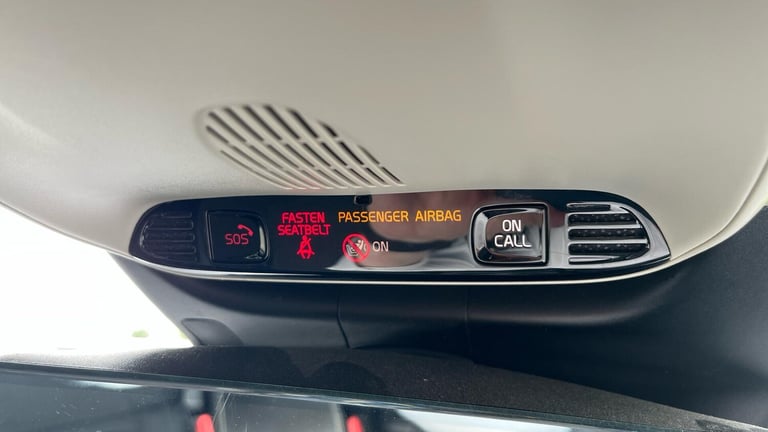 SOS
FASTEN
SEATBELT
PASSENGER AIRBAG
ON
ON
CALL